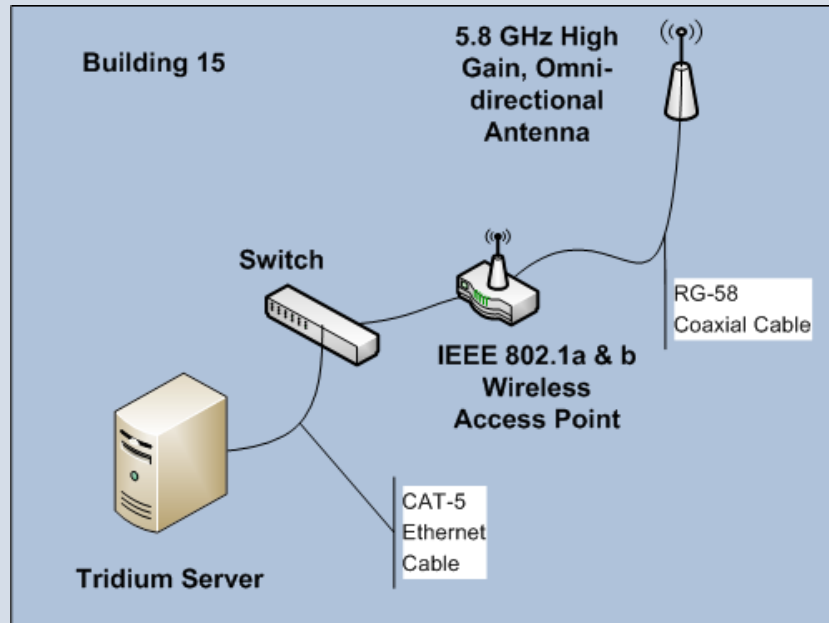 Building 15
5.8 GHz High
Gain, Omni-
directional
Antenna
Switch
RG-58
Coaxial Cable
IEEE 802.1a & b
Wireless
Access Point
CAT-5
Ethernet
Cable
Tridium Server